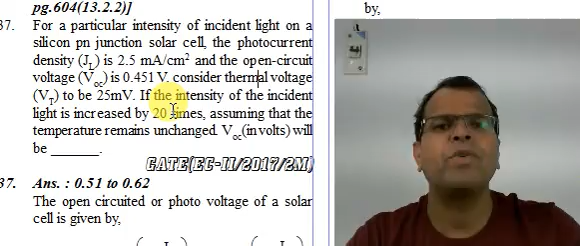 pg.604(13.2.2)]
37. For a particular intensity of incident light on a
silicon pn junction solar cell, the photocurrent
density (J_L) is 2.5 mA/cm² and the open-circuit
voltage (V_oc) is 0.451 V. consider thermal voltage
(V_T) to be 25mV. If the intensity of the incident
light is increased by 20 times, assuming that the
temperature remains unchanged. V_oc (in volts) will
be ______.
GATE[EC-II/2017/2M]
37. Ans. : 0.51 to 0.62
The open circuited or photo voltage of a solar
cell is given by,
by,